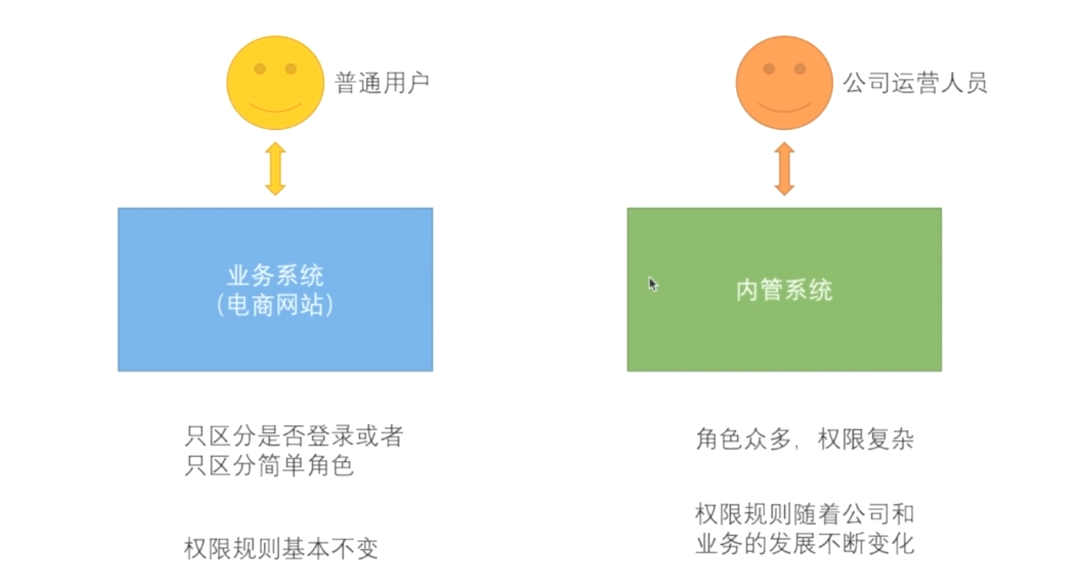 普通用户
公司运营人员
业务系统
（电商网站）
内管系统
只区分是否登录或者
只区分简单角色
角色众多，权限复杂
权限规则基本不变
权限规则随着公司和
业务的发展不断变化